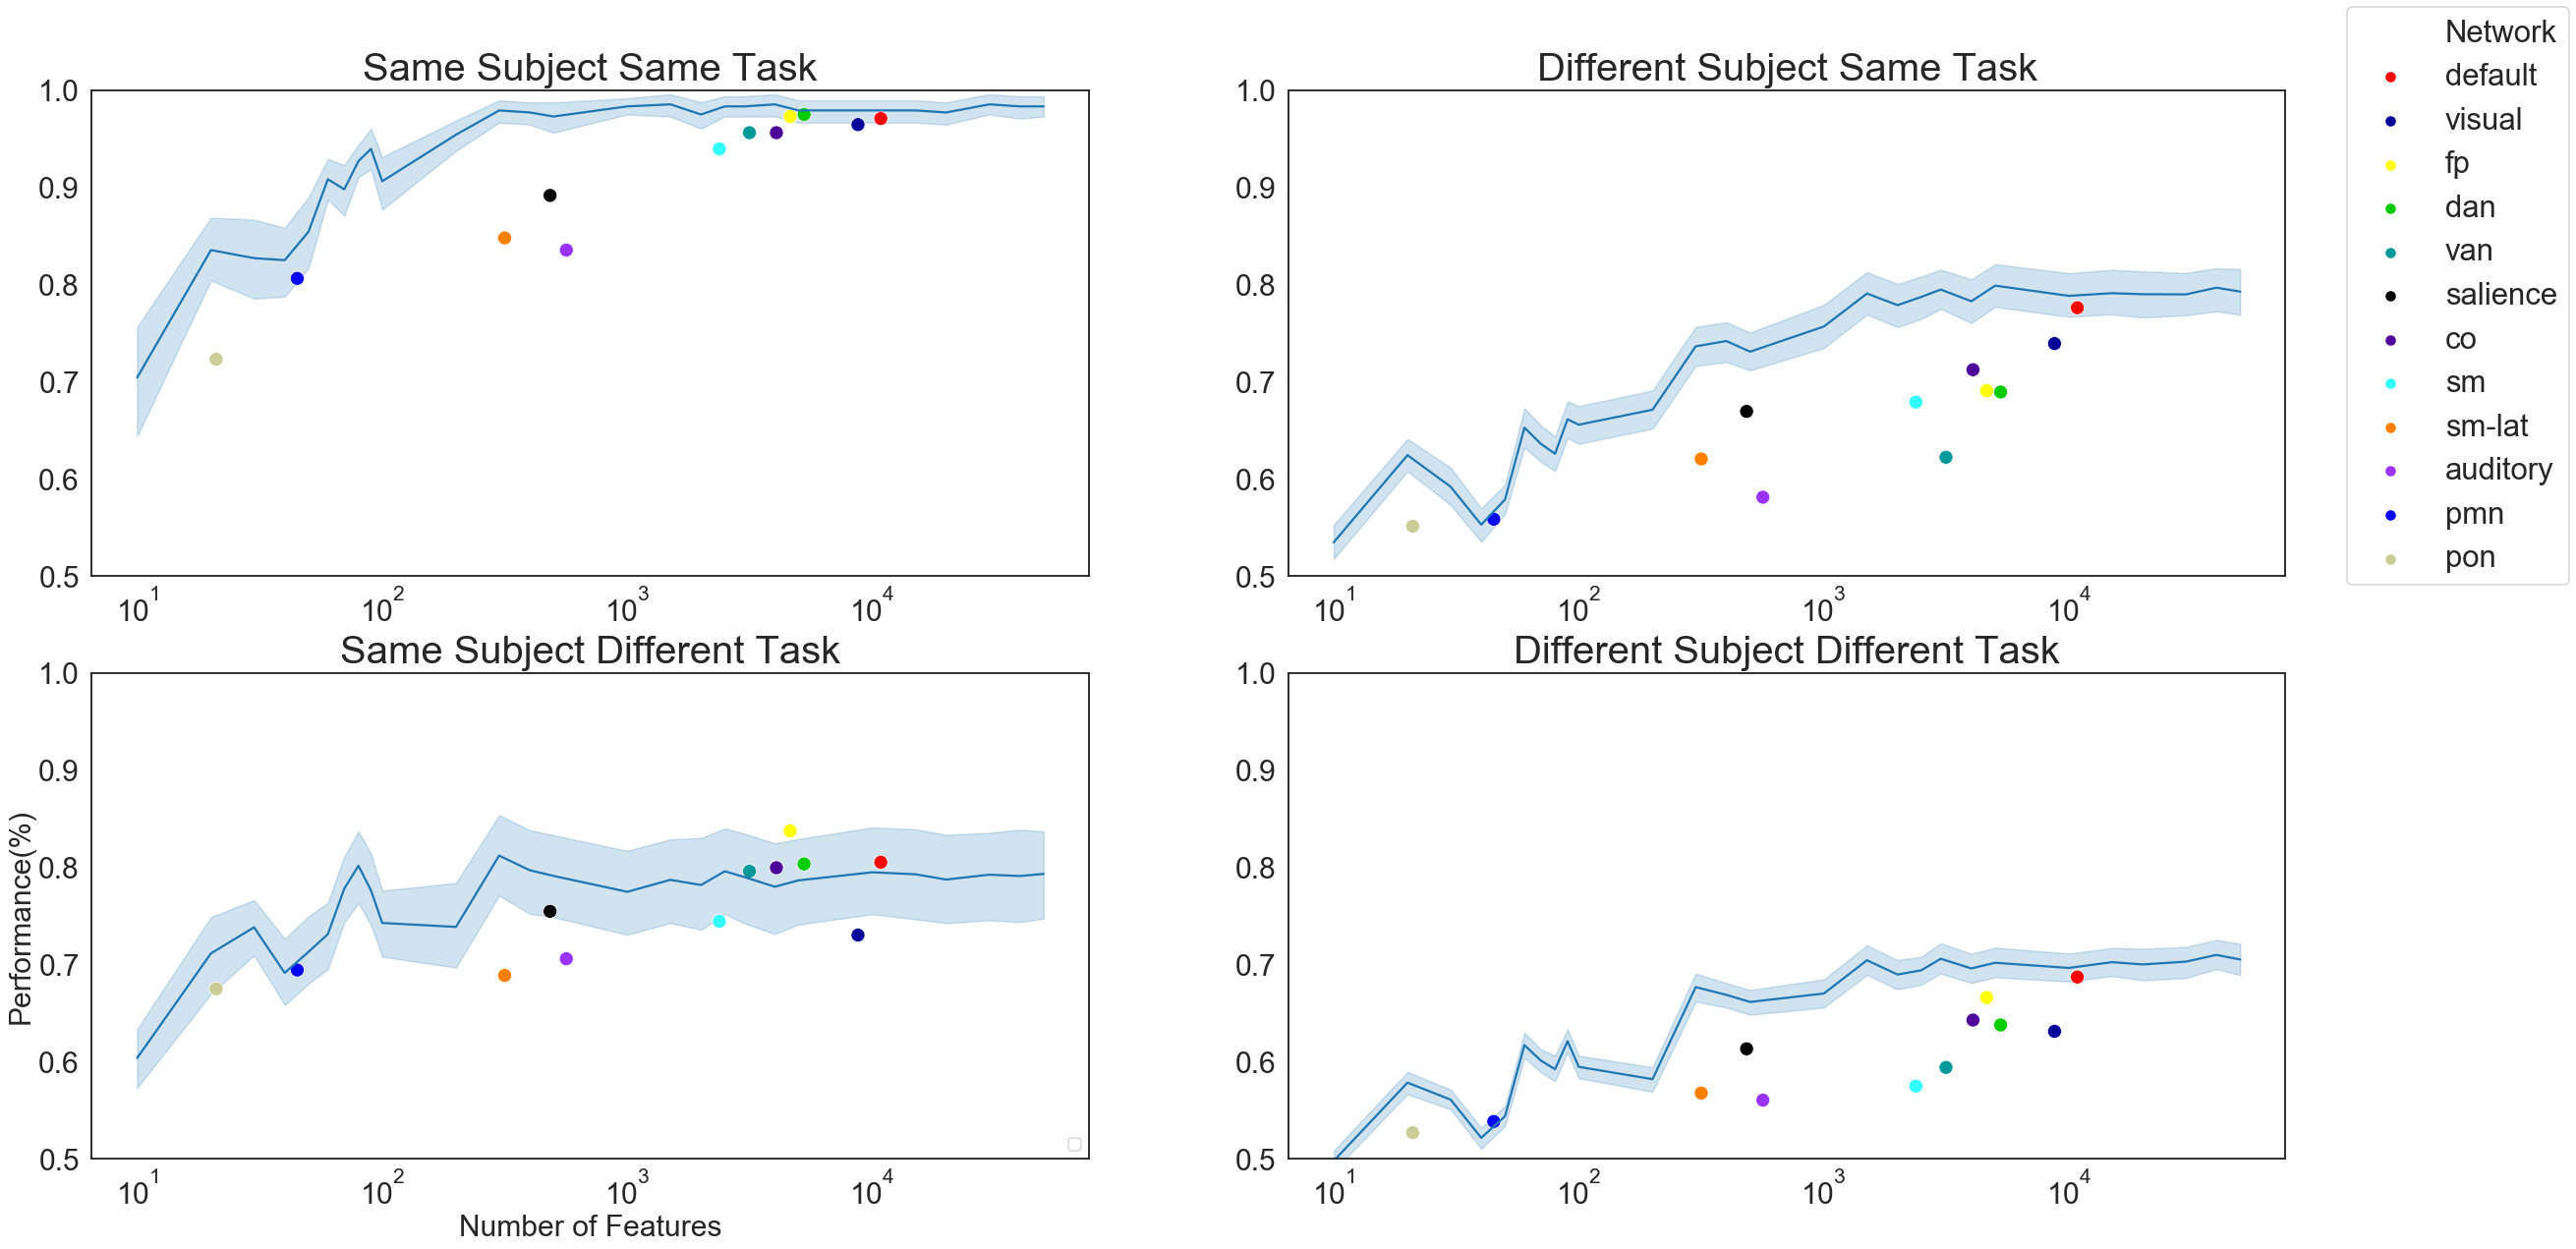 Same Subject Same Task
1.0
0.9
0.8
0.7
0.6
0.5
10^1 10^2 10^3 10^4
Different Subject Same Task
1.0
0.9
0.8
0.7
0.6
0.5
10^1 10^2 10^3 10^4
Network
default
visual
fp
dan
van
salience
co
sm
sm-lat
auditory
pmn
pon
Same Subject Different Task
Performance(%)
1.0
0.9
0.8
0.7
0.6
0.5
10^1 10^2 10^3 10^4
Number of Features
Different Subject Different Task
1.0
0.9
0.8
0.7
0.6
0.5
10^1 10^2 10^3 10^4